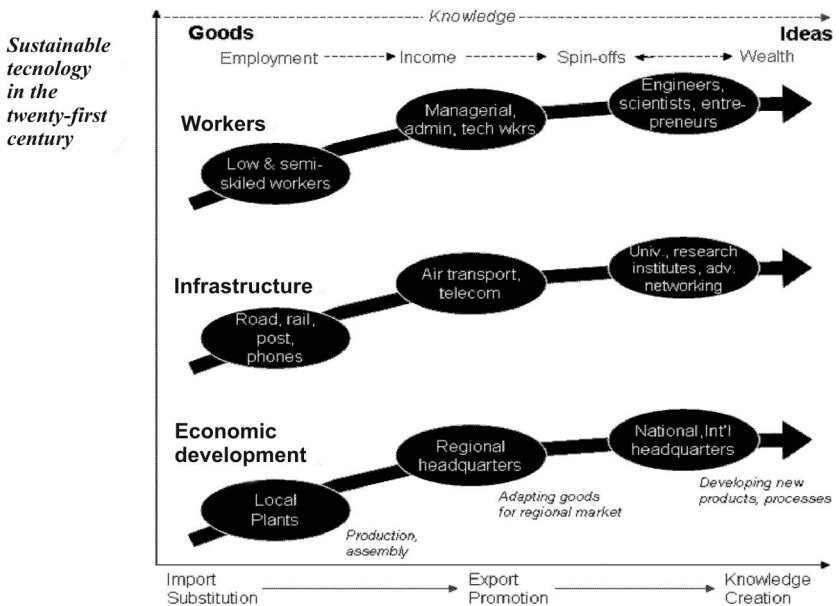 Sustainable
tecnology
in the
twenty-first
century
Knowledge
Goods
Ideas
Employment
Income
Spin-offs
Wealth
Workers
Low & semi-
skiled workers
Managerial,
admin, tech wkrs
Engineers,
scientists, entre-
preneurs
Infrastructure
Road, rail,
post,
phones
Air transport,
telecom
Univ., research
institutes, adv.
networking
Economic
development
Local
Plants
Regional
headquarters
National,Int'l
headquarters
Production,
assembly
Adapting goods
for regional market
Developing new
products, processes
Import
Substitution
Export
Promotion
Knowledge
Creation